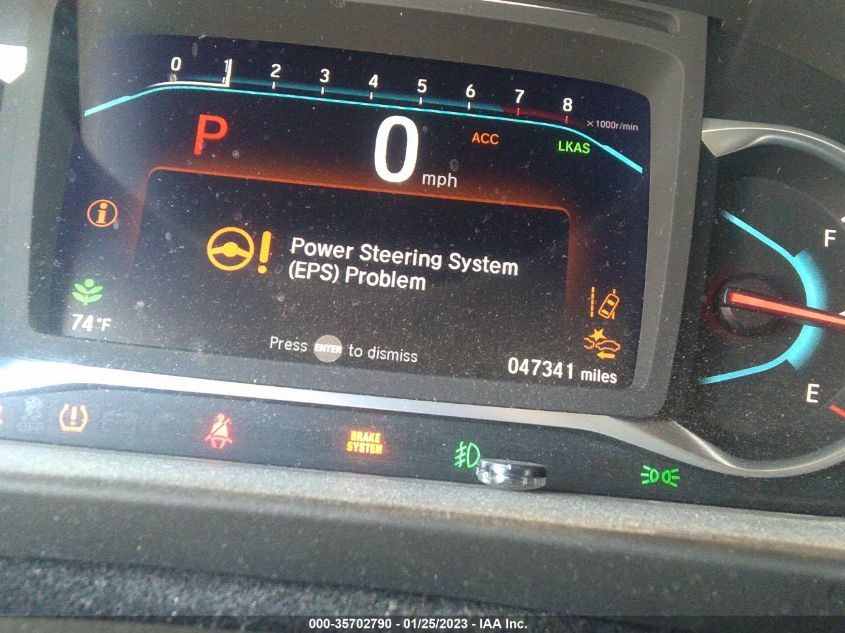 0 1 2 3 4 5 6 7 8
x 1000r/min
P 0 mph ACC LKAS
Power Steering System
(EPS) Problem
F
74°F
Press ENTER to dismiss
047341 miles
E
BRAKE
SYSTEM
000-35702790 – 01/25/2023 - IAA Inc.